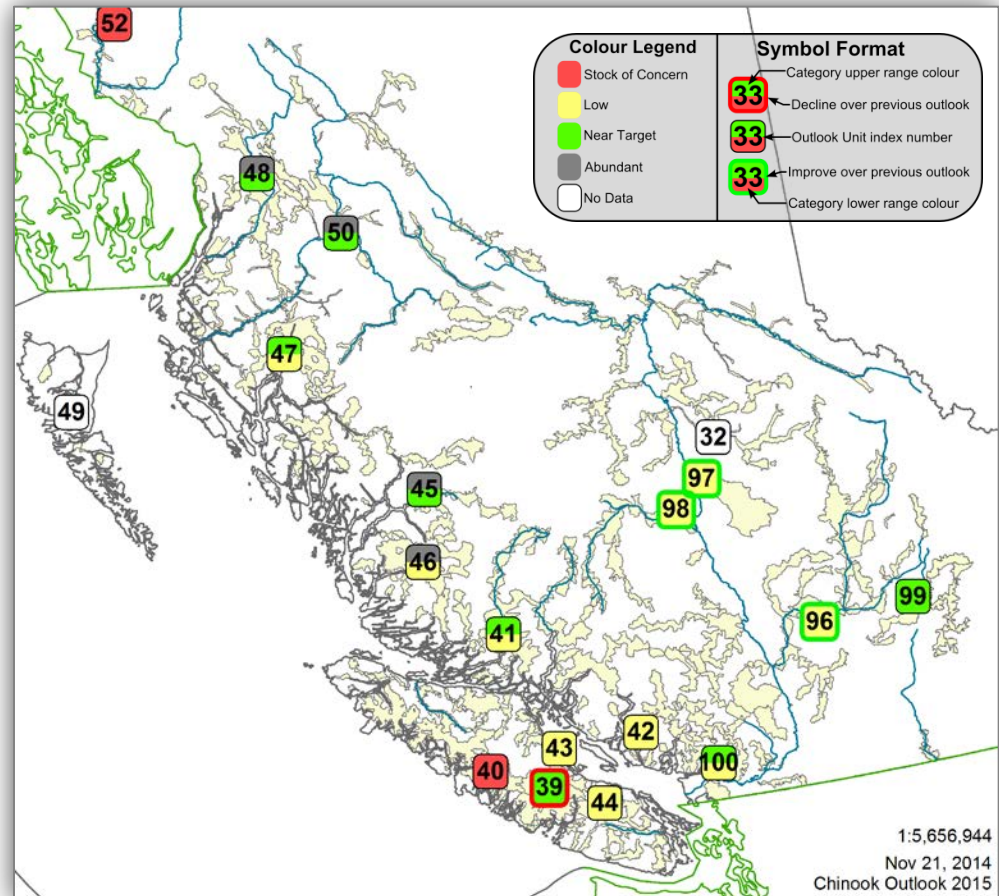 52
Colour Legend
Stock of Concern
Low
Near Target
Abundant
No Data
Symbol Format
33
Category upper range colour
Decline over previous outlook
33
Outlook Unit index number
33
Improve over previous outlook
Category lower range colour
48
50
47
49
32
97
98
45
46
99
96
41
42
43
100
40
39
44
1:5,656,944
Nov 21, 2014
Chinook Outlook 2015